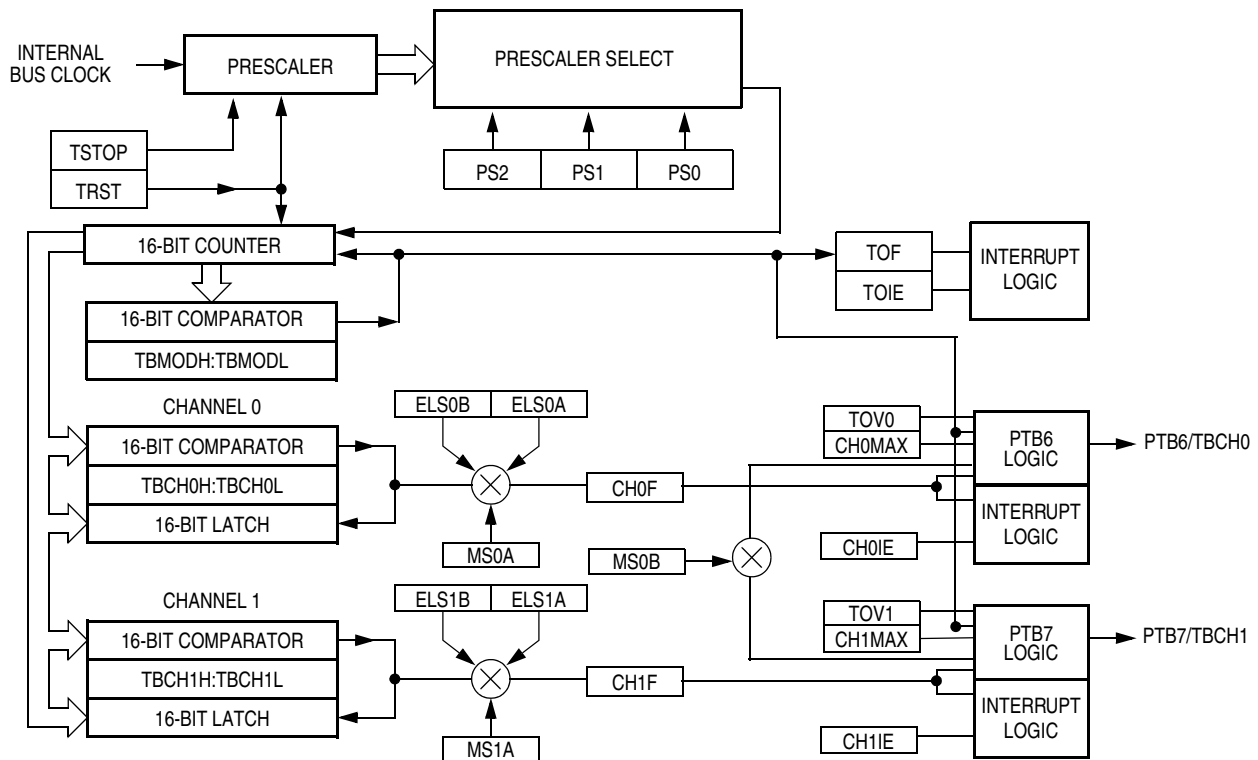 INTERNAL
BUS CLOCK
PRESCALER
PRESCALER SELECT
TSTOP
TRST
PS2
PS1
PS0
16-BIT COUNTER
TOF
TOIE
INTERRUPT
LOGIC
16-BIT COMPARATOR
TBMODH:TBMODL
CHANNEL 0
16-BIT COMPARATOR
TBCH0H:TBCH0L
16-BIT LATCH
ELS0B
ELS0A
MS0A
CH0F
MS0B
TOV0
CH0MAX
PTB6
LOGIC
PTB6/TBCH0
INTERRUPT
LOGIC
CH0IE
CHANNEL 1
16-BIT COMPARATOR
TBCH1H:TBCH1L
16-BIT LATCH
ELS1B
ELS1A
MS1A
CH1F
TOV1
CH1MAX
PTB7
LOGIC
PTB7/TBCH1
INTERRUPT
LOGIC
CH1IE